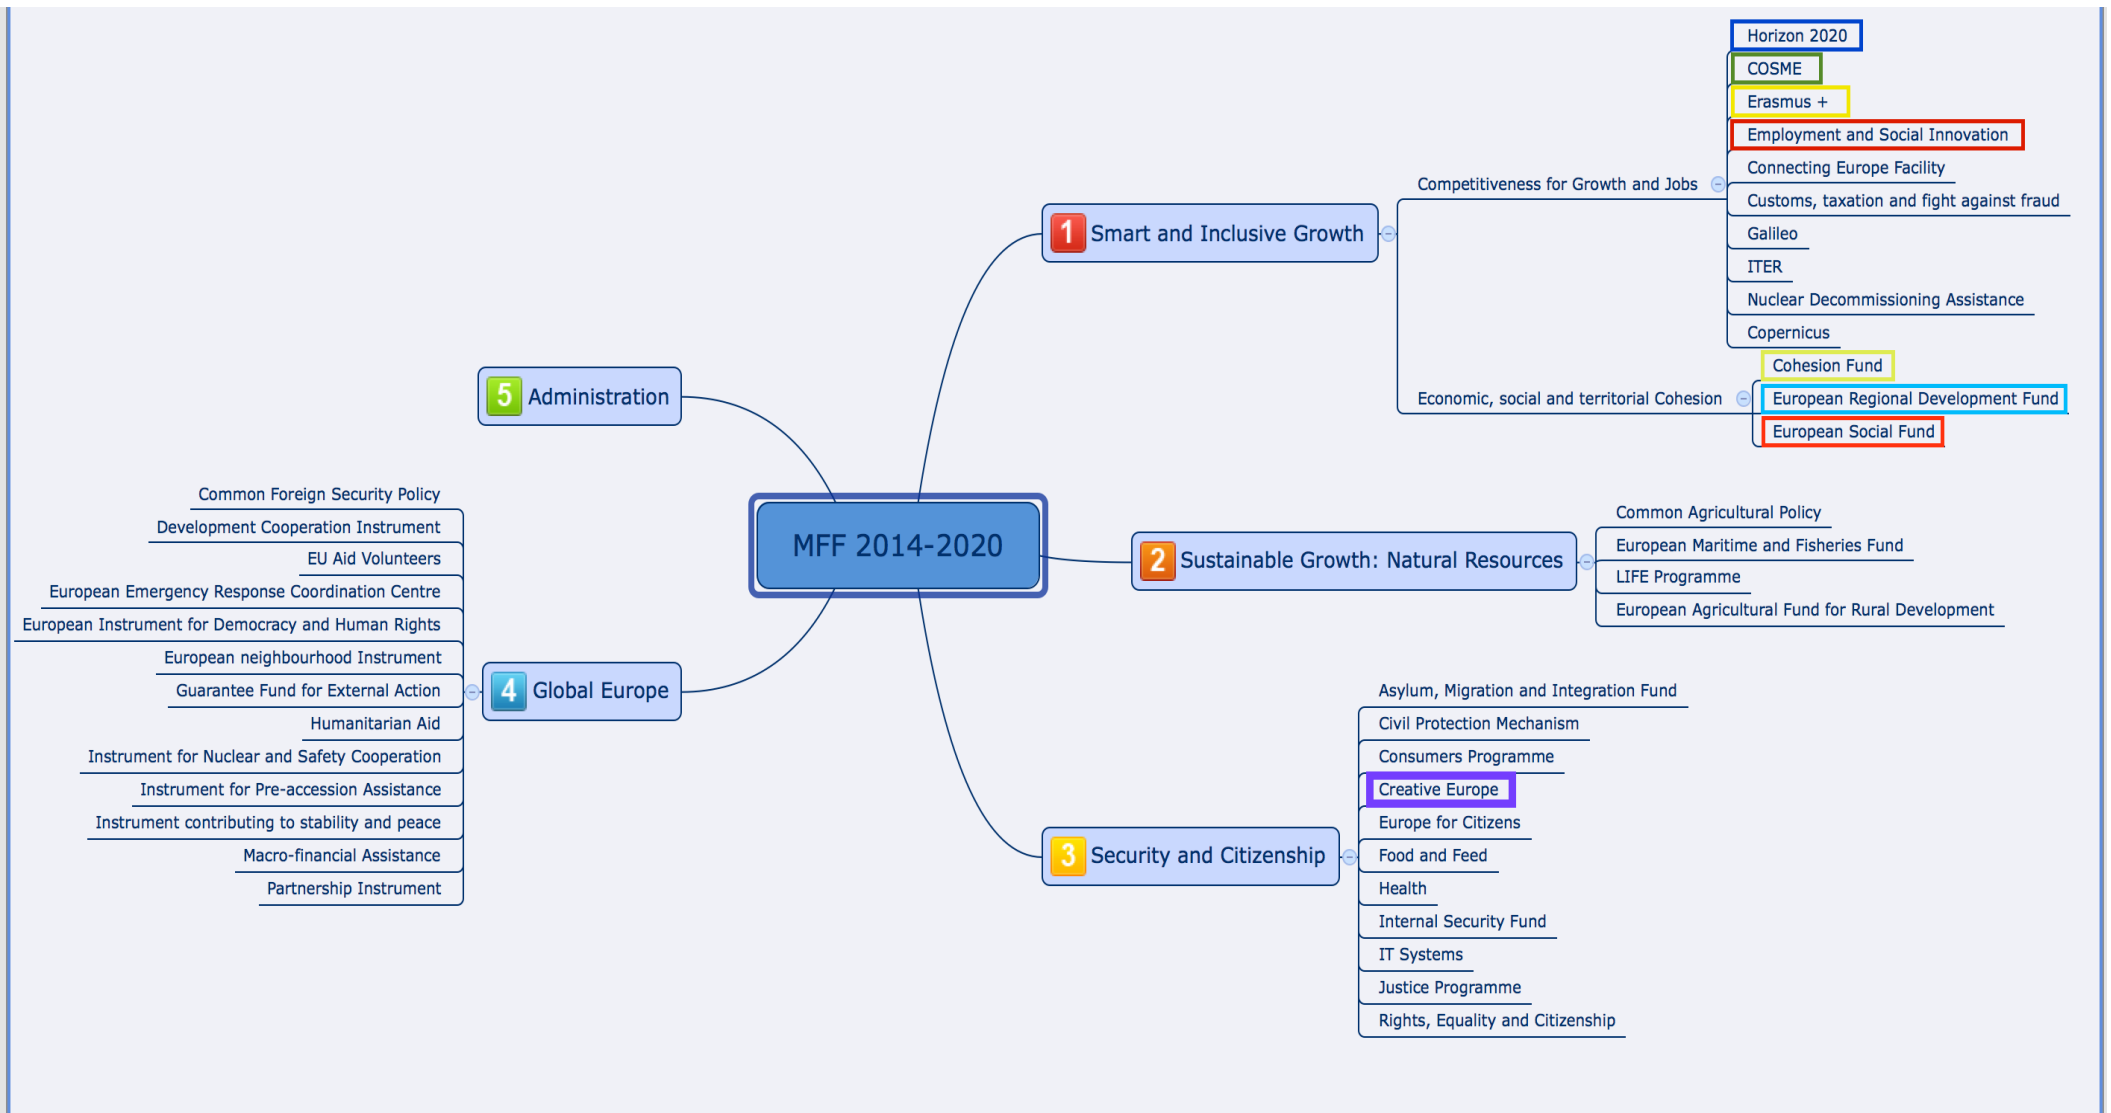 MFF 2014-2020
1 Smart and Inclusive Growth
Competitiveness for Growth and Jobs
Horizon 2020
COSME
Erasmus +
Employment and Social Innovation
Connecting Europe Facility
Customs, taxation and fight against fraud
Galileo
ITER
Nuclear Decommissioning Assistance
Copernicus
Economic, social and territorial Cohesion
Cohesion Fund
European Regional Development Fund
European Social Fund
2 Sustainable Growth: Natural Resources
Common Agricultural Policy
European Maritime and Fisheries Fund
LIFE Programme
European Agricultural Fund for Rural Development
3 Security and Citizenship
Asylum, Migration and Integration Fund
Civil Protection Mechanism
Consumers Programme
Creative Europe
Europe for Citizens
Food and Feed
Health
Internal Security Fund
IT Systems
Justice Programme
Rights, Equality and Citizenship
4 Global Europe
Common Foreign Security Policy
Development Cooperation Instrument
EU Aid Volunteers
European Emergency Response Coordination Centre
European Instrument for Democracy and Human Rights
European neighbourhood Instrument
Guarantee Fund for External Action
Humanitarian Aid
Instrument for Nuclear and Safety Cooperation
Instrument for Pre-accession Assistance
Instrument contributing to stability and peace
Macro-financial Assistance
Partnership Instrument
5 Administration